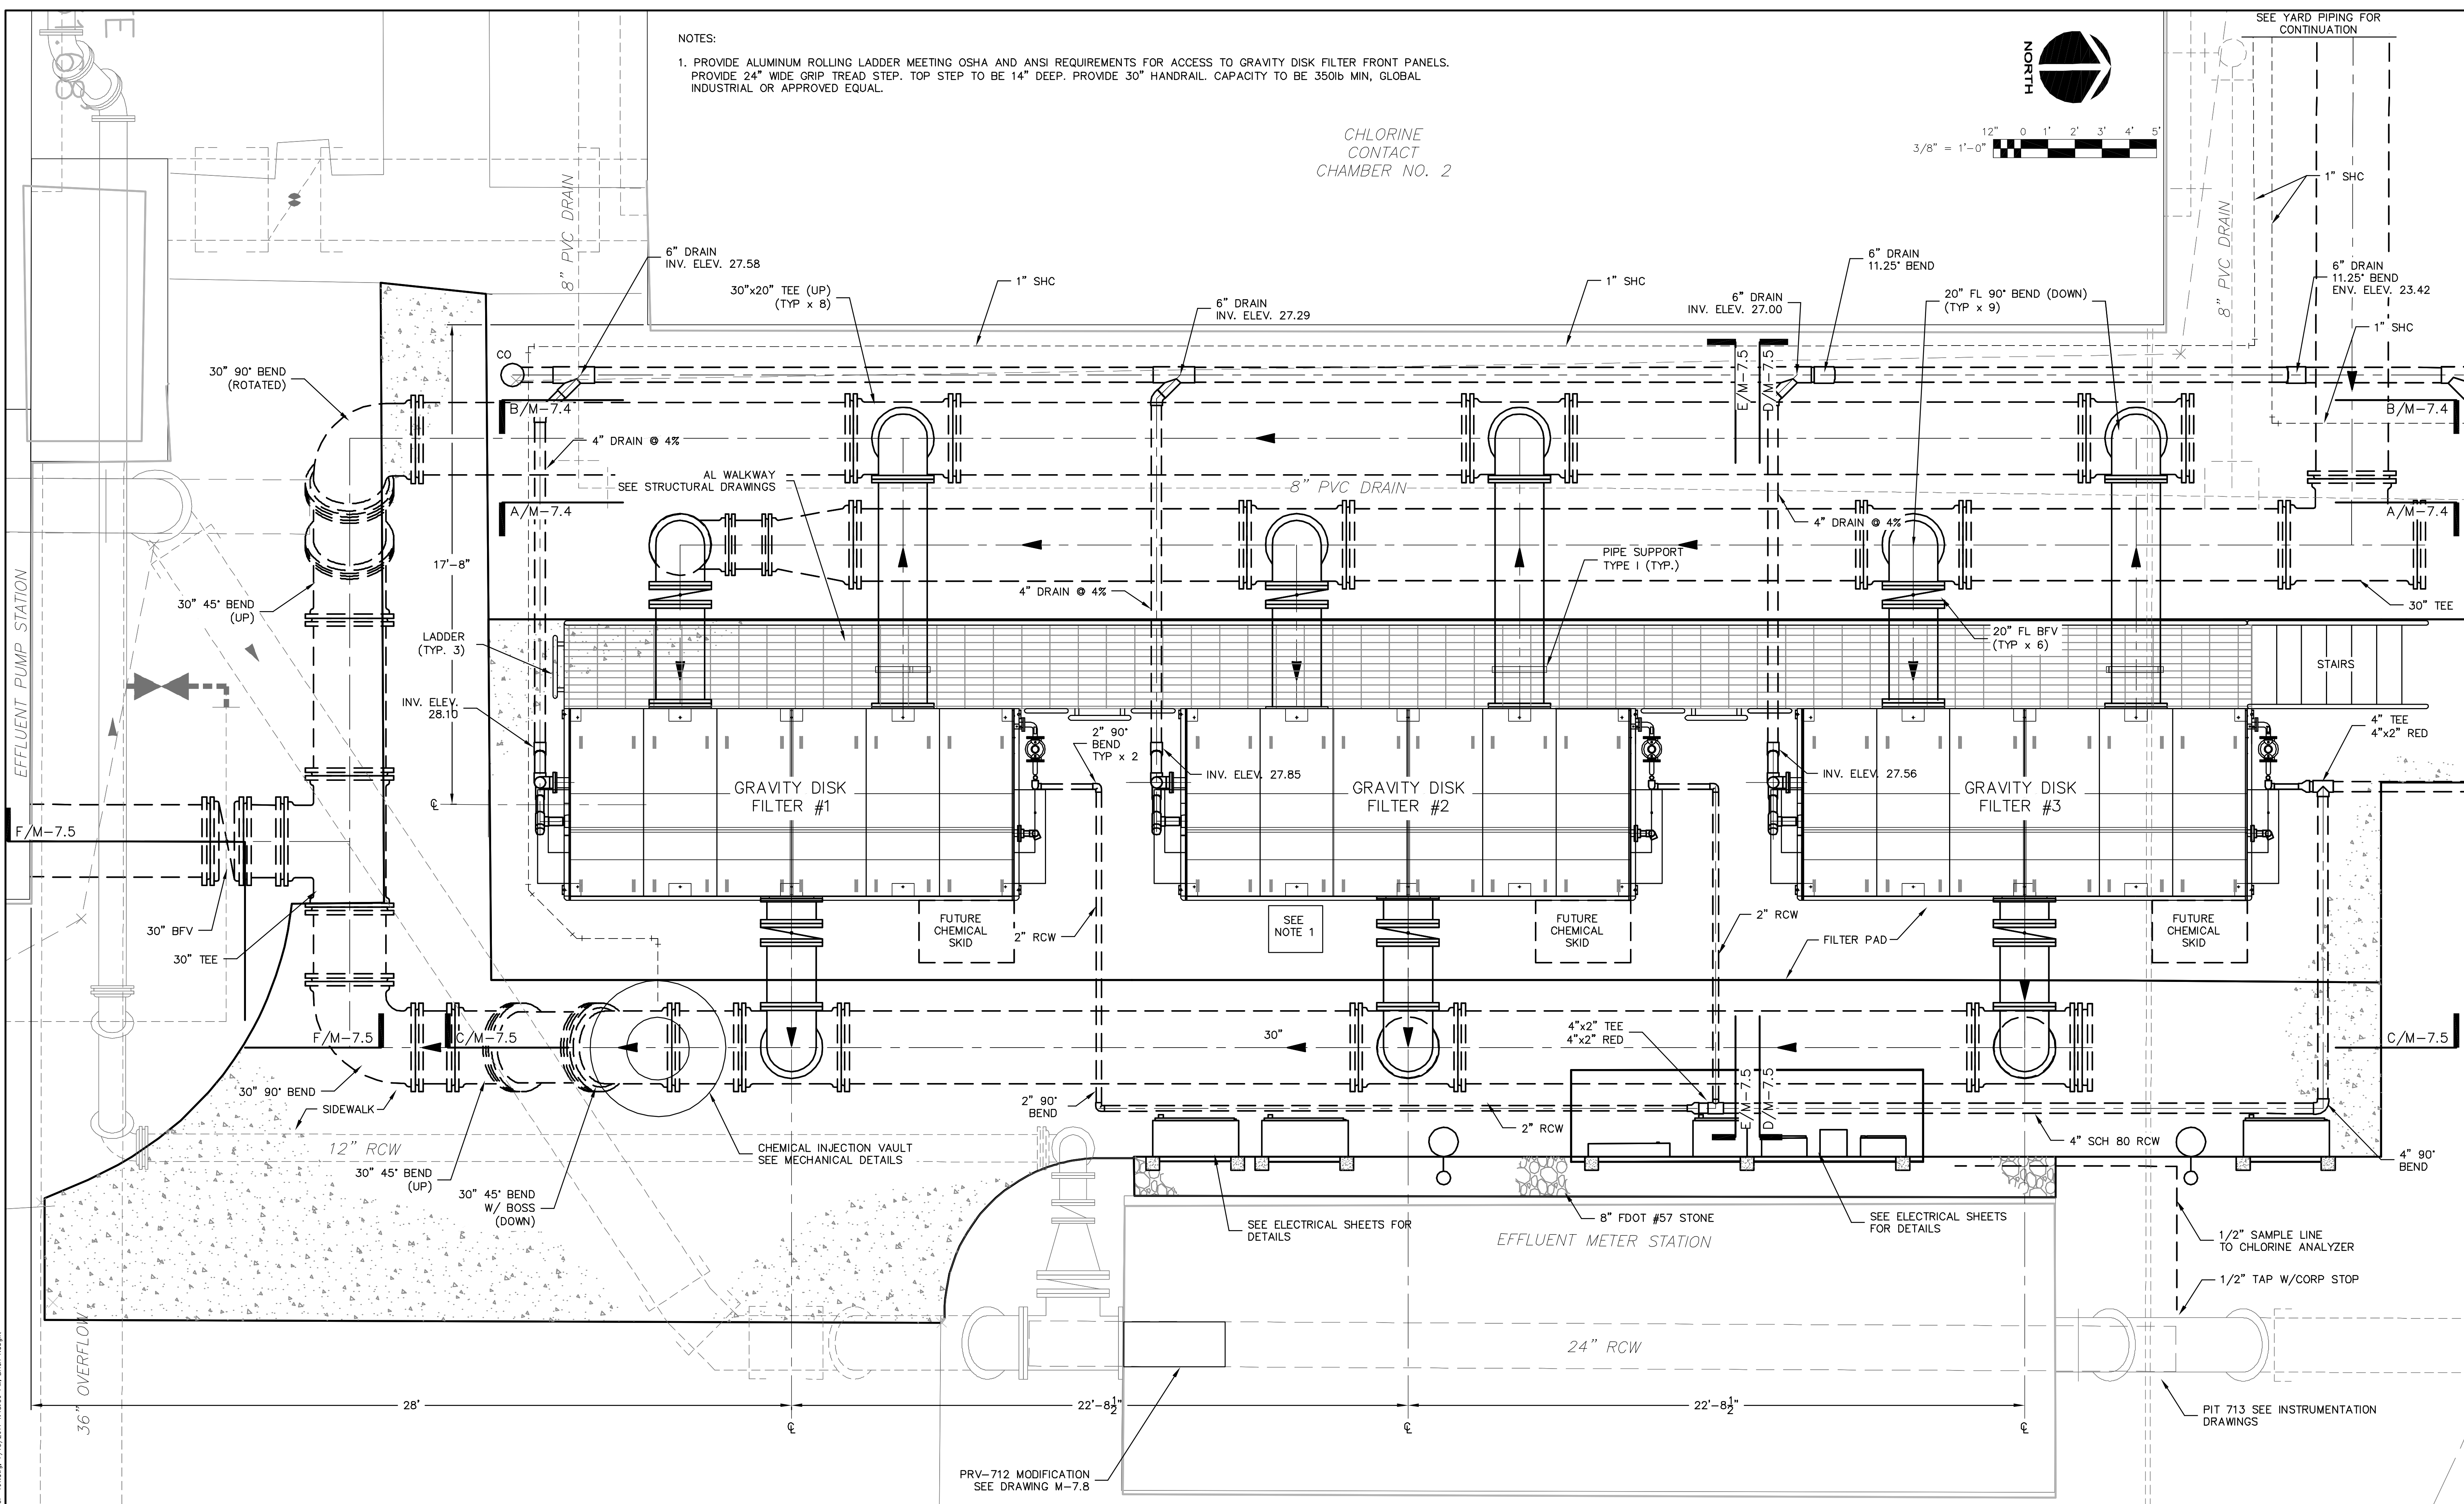 NOTES:
1. PROVIDE ALUMINUM ROLLING LADDER MEETING OSHA AND ANSI REQUIREMENTS FOR ACCESS TO GRAVITY DISK FILTER FRONT PANELS.
PROVIDE 24" WIDE GRIP TREAD STEP. TOP STEP TO BE 14" DEEP. PROVIDE 30" HANDRAIL. CAPACITY TO BE 350lb MIN, GLOBAL
INDUSTRIAL OR APPROVED EQUAL.
SEE YARD PIPING FOR
CONTINUATION
NORTH
12" 0 1' 2' 3' 4' 5'
3/8" = 1'-0"
CHLORINE
CONTACT
CHAMBER NO. 2
1" SHC
8" PVC DRAIN
8" PVC DRAIN
6" DRAIN
INV. ELEV. 27.58
30"x20" TEE (UP)
(TYP x 8)
1" SHC
6" DRAIN
INV. ELEV. 27.29
1" SHC
6" DRAIN
INV. ELEV. 27.00
6" DRAIN
11.25° BEND
20" FL 90° BEND (DOWN)
(TYP x 9)
6" DRAIN
11.25° BEND
ENV. ELEV. 23.42
1" SHC
CO
30" 90° BEND
(ROTATED)
B/M-7.4
E/M-7.5
D/M-7.5
B/M-7.4
4" DRAIN @ 4%
AL WALKWAY
SEE STRUCTURAL DRAWINGS
8" PVC DRAIN
A/M-7.4
A/M-7.4
4" DRAIN @ 4%
17'-8"
PIPE SUPPORT
TYPE I (TYP.)
4" DRAIN @ 4%
30" 45° BEND
(UP)
30" TEE
EFFLUENT PUMP STATION
LADDER
(TYP. 3)
20" FL BFV
(TYP x 6)
STAIRS
INV. ELEV.
28.10
2" 90°
BEND
TYP x 2
4" TEE
4"x2" RED
INV. ELEV. 27.85
INV. ELEV. 27.56
GRAVITY DISK
FILTER #1
GRAVITY DISK
FILTER #2
GRAVITY DISK
FILTER #3
℄
F/M-7.5
30" BFV
30" TEE
FUTURE
CHEMICAL
SKID
2" RCW
SEE
NOTE 1
FUTURE
CHEMICAL
SKID
2" RCW
FILTER PAD
FUTURE
CHEMICAL
SKID
F/M-7.5
C/M-7.5
30"
4"x2" TEE
4"x2" RED
C/M-7.5
E/M-7.5
D/M-7.5
30" 90° BEND
SIDEWALK
2" 90°
BEND
2" RCW
4" SCH 80 RCW
12" RCW
CHEMICAL INJECTION VAULT
SEE MECHANICAL DETAILS
4" 90°
BEND
30" 45° BEND
(UP)
30" 45° BEND
W/ BOSS
(DOWN)
SEE ELECTRICAL SHEETS FOR
DETAILS
8" FDOT #57 STONE
SEE ELECTRICAL SHEETS
FOR DETAILS
EFFLUENT METER STATION
1/2" SAMPLE LINE
TO CHLORINE ANALYZER
1/2" TAP W/CORP STOP
36" OVERFLOW
24" RCW
28'
22'-8 1/2"
22'-8 1/2"
℄
℄
℄
PIT 713 SEE INSTRUMENTATION
DRAWINGS
PRV-712 MODIFICATION
SEE DRAWING M-7.8